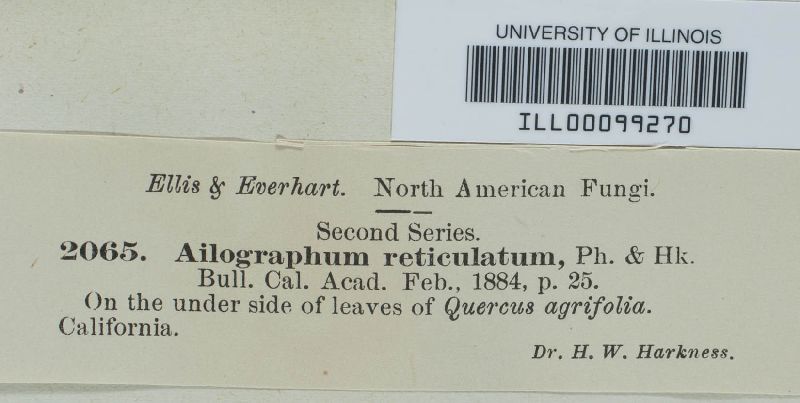 UNIVERSITY OF ILLINOIS
ILL00099270
Ellis & Everhart. North American Fungi.
Second Series.
2065. Ailographum reticulatum, Ph. & Hk.
Bull. Cal. Acad. Feb., 1884, p. 25.
On the under side of leaves of Quercus agrifolia.
California.
Dr. H. W. Harkness.